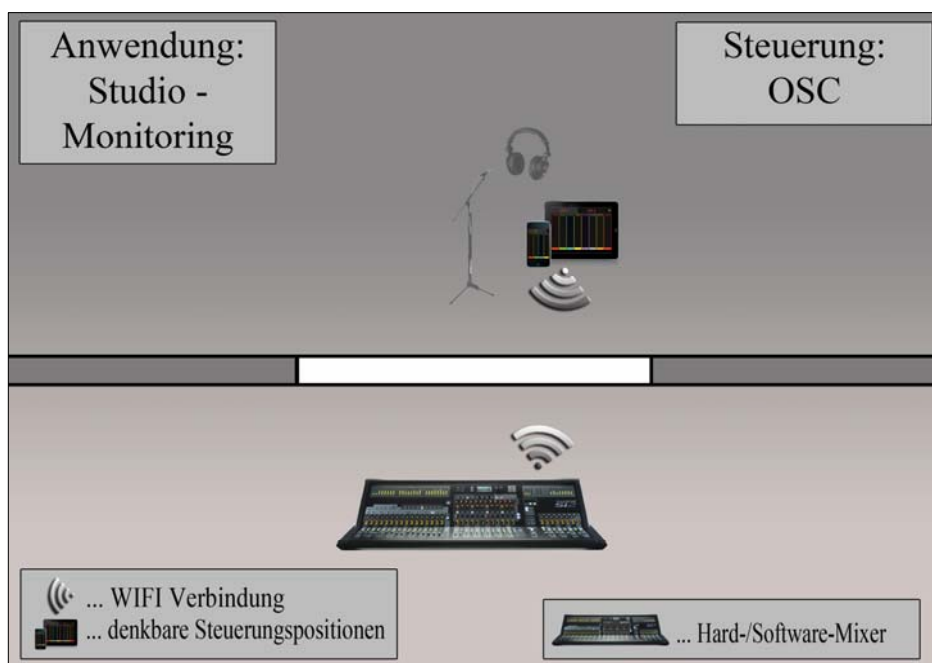 Anwendung:
Studio -
Monitoring
Steuerung:
OSC
... WIFI Verbindung
... denkbare Steuerungspositionen
... Hard-/Software-Mixer